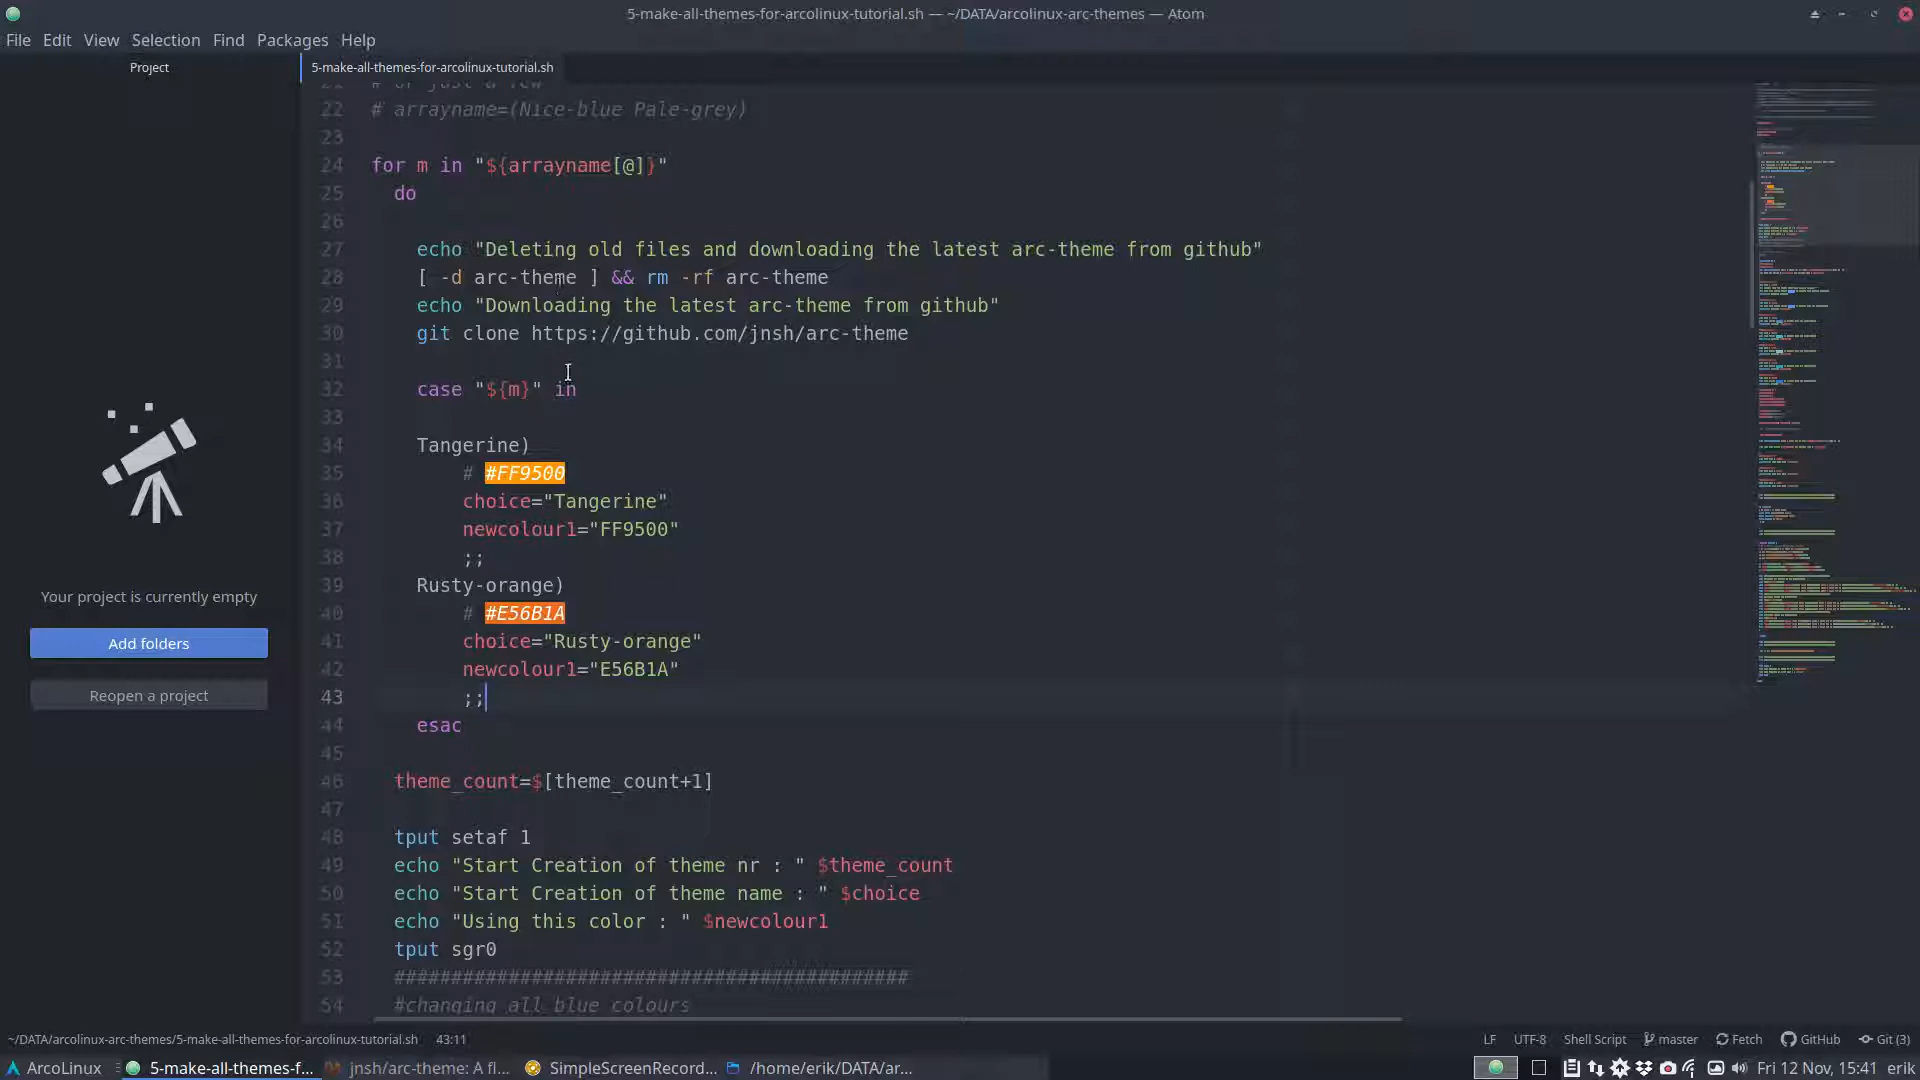 5-make-all-themes-for-arcolinux-tutorial.sh — ~/DATA/arcolinux-arc-themes — Atom
File Edit View Selection Find Packages Help
Project
5-make-all-themes-for-arcolinux-tutorial.sh
21 # or just a few
22 # arrayname=(Nice-blue Pale-grey)
23
24 for m in "${arrayname[@]}"
25 do
26
27 echo "Deleting old files and downloading the latest arc-theme from github"
28 [ -d arc-theme ] && rm -rf arc-theme
29 echo "Downloading the latest arc-theme from github"
30 git clone https://github.com/jnsh/arc-theme
31
32 case "${m}" in
33
34 Tangerine)
35 # #FF9500
36 choice="Tangerine"
37 newcolour1="FF9500"
38 ;;
39 Rusty-orange)
40 # #E56B1A
41 choice="Rusty-orange"
42 newcolour1="E56B1A"
43 ;;
44 esac
45
46 theme_count=$[theme_count+1]
47
48 tput setaf 1
49 echo "Start Creation of theme nr : " $theme_count
50 echo "Start Creation of theme name : " $choice
51 echo "Using this color : " $newcolour1
52 tput sgr0
53 #############################################
54 #changing all blue colours
Your project is currently empty
Add folders
Reopen a project
~/DATA/arcolinux-arc-themes/5-make-all-themes-for-arcolinux-tutorial.sh 43:11 LF UTF-8 Shell Script master Fetch GitHub Git (3)
ArcoLinux 5-make-all-themes-f... jnsh/arc-theme: A fl... SimpleScreenRecord... /home/erik/DATA/ar... Fri 12 Nov, 15:41 erik